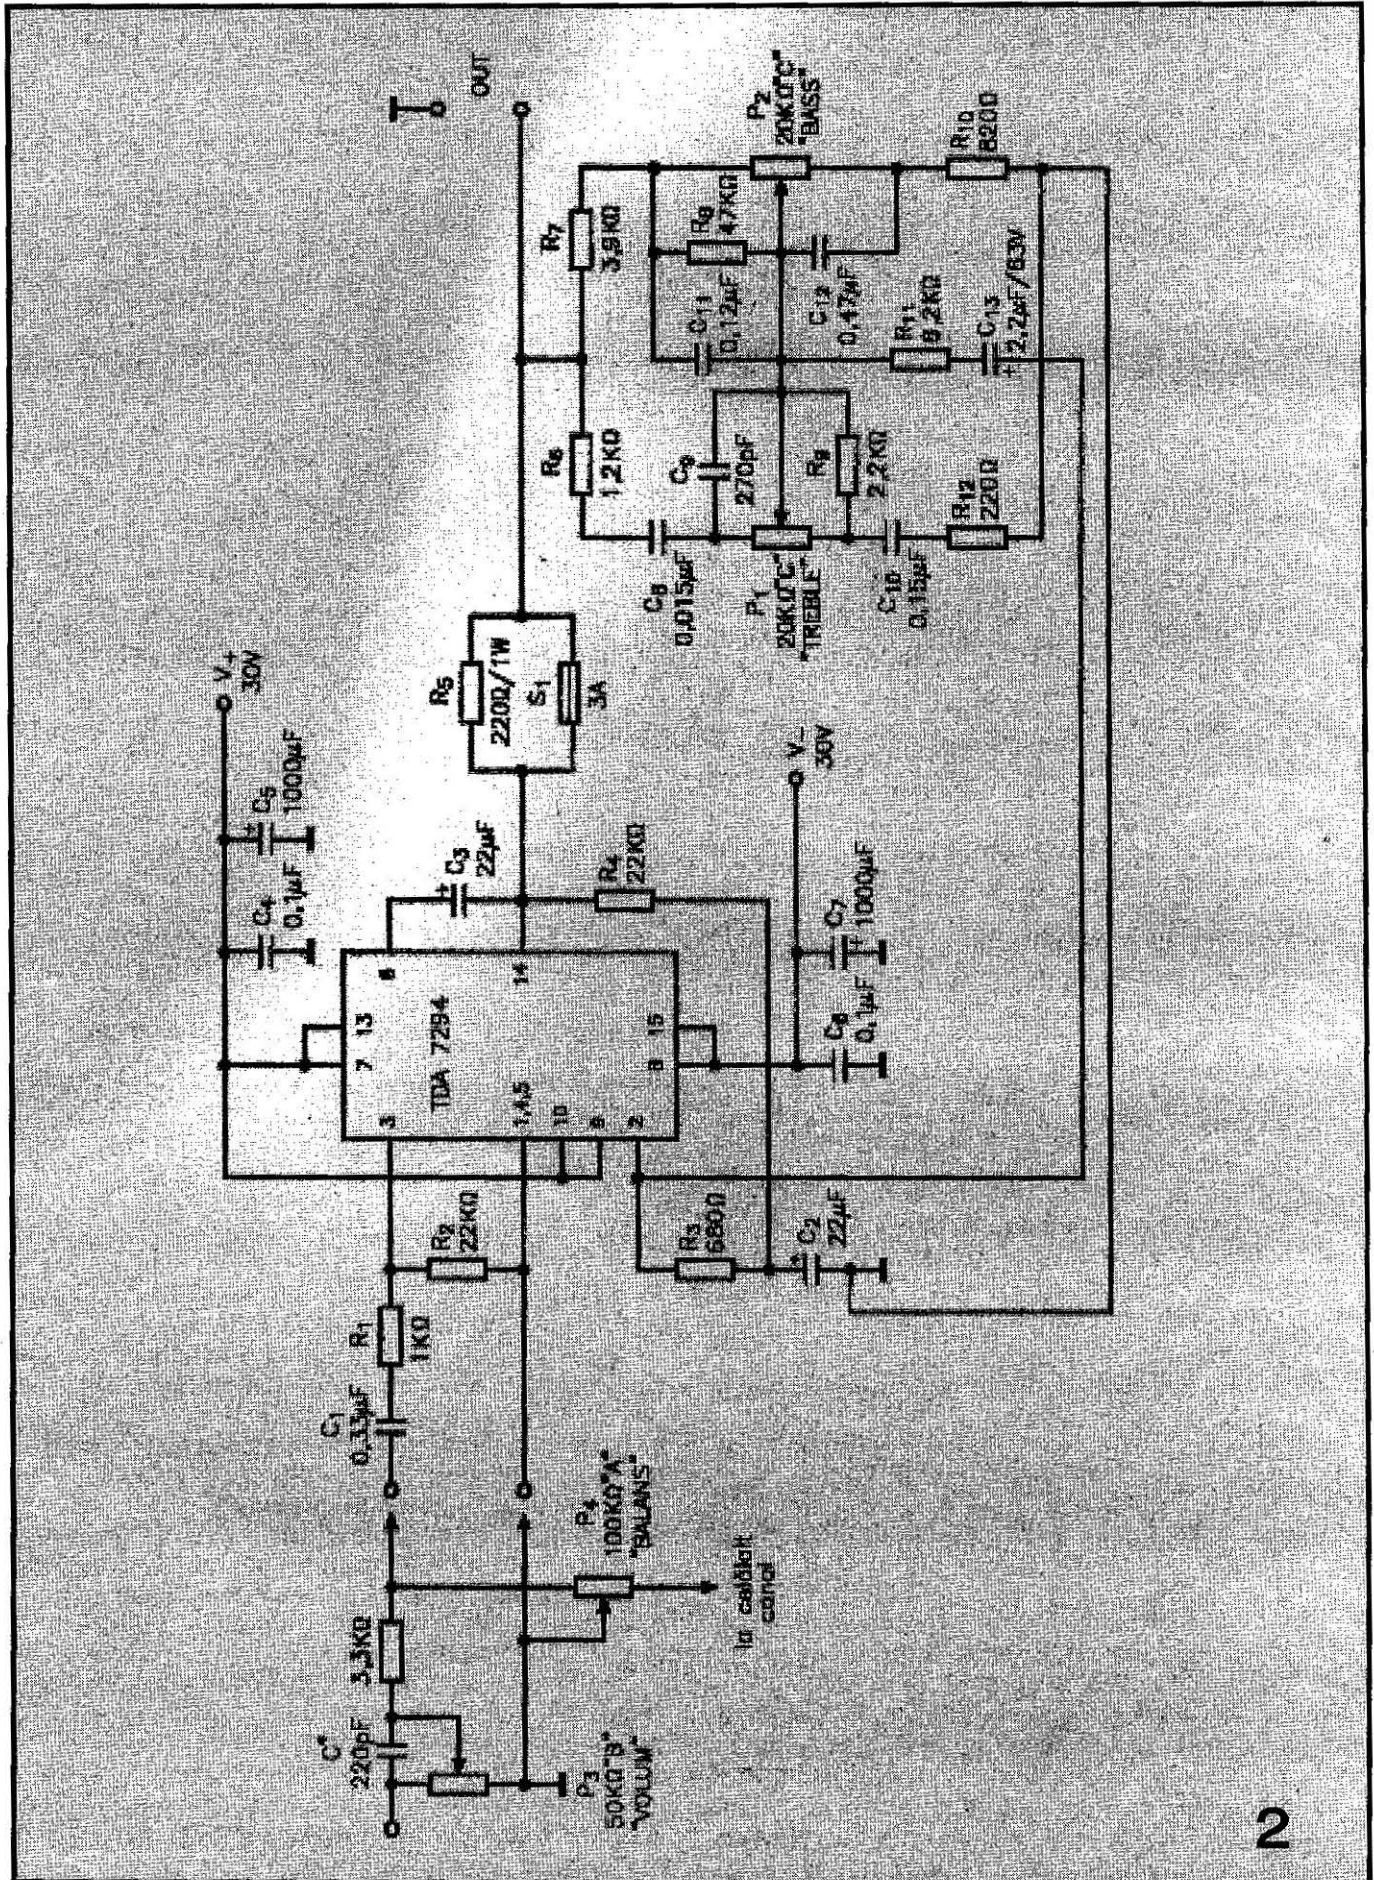 C*
220pF
P3
50KΩ"B"
"VOLUM"
3,3KΩ
P4
100KΩ"A"
"BALANS"
la celălalt
canal
C1
0,33µF
R1
1KΩ
R2
22KΩ
R3
680Ω
C2
22µF
TDA 7294
3
1,4,5
10
9
2
7
13
6
14
8
15
C4
0.1µF
C5
1000µF
V+
30V
C3
22µF
R4
22KΩ
C6
0.1µF
C7
1000µF
V-
30V
R5
220Ω/1W
S1
3A
R6
1,2KΩ
R7
3,9KΩ
OUT
C8
0,015µF
C9
270pF
P1
20KΩ"C"
"TREBLE"
C10
0,15µF
2,2KΩ
R12
220Ω
C11
0,12µF
47KΩ
P2
20KΩ"C"
"BASS"
C12
0,47µF
R11
C13
2,2µF/63V
R10
820Ω
2